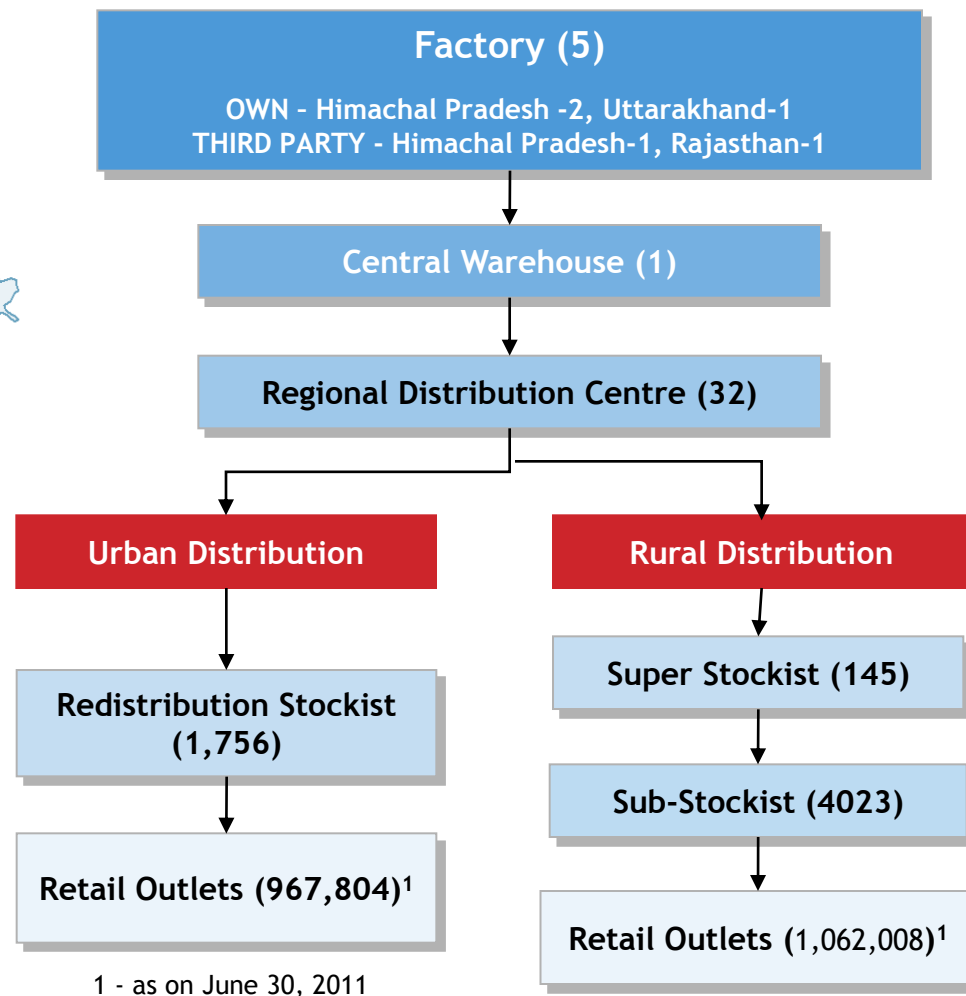 Factory (5)
OWN – Himachal Pradesh -2, Uttarakhand-1
THIRD PARTY - Himachal Pradesh-1, Rajasthan-1
Central Warehouse (1)
Regional Distribution Centre (32)
Urban Distribution
Redistribution Stockist
(1,756)
Retail Outlets (967,804)¹
1 - as on June 30, 2011
Rural Distribution
Super Stockist (145)
Sub-Stockist (4023)
Retail Outlets (1,062,008)¹